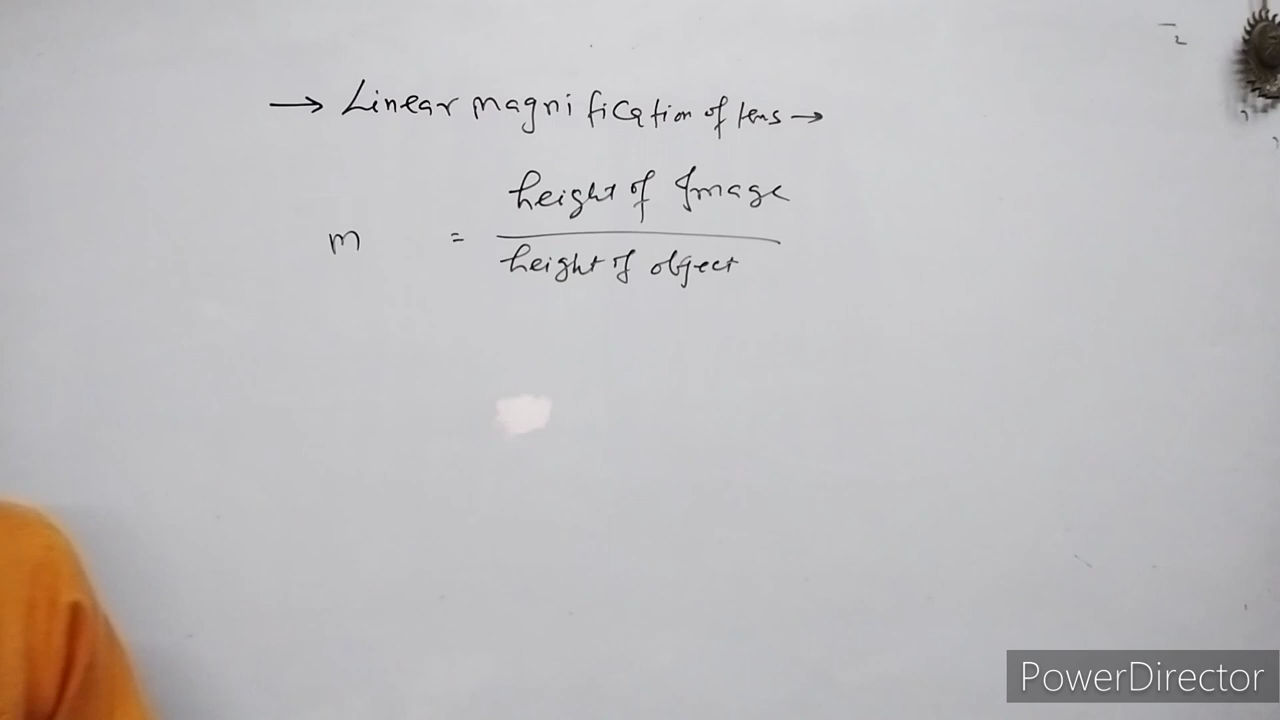 → Linear magnification of lens →
height of Image
m =
height of object
PowerDirector